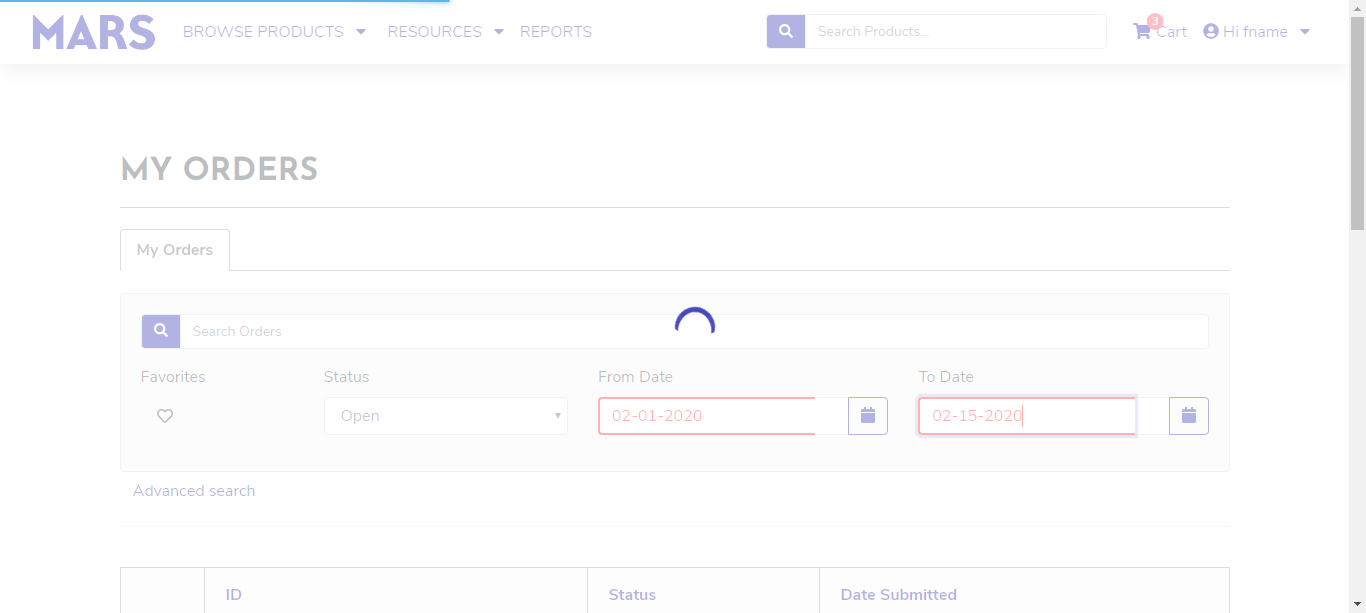 MARS BROWSE PRODUCTS RESOURCES REPORTS Search Products... 3 Cart Hi fname
MY ORDERS
My Orders
Search Orders
Favorites Status From Date To Date
Open 02-01-2020 02-15-2020
Advanced search
ID Status Date Submitted